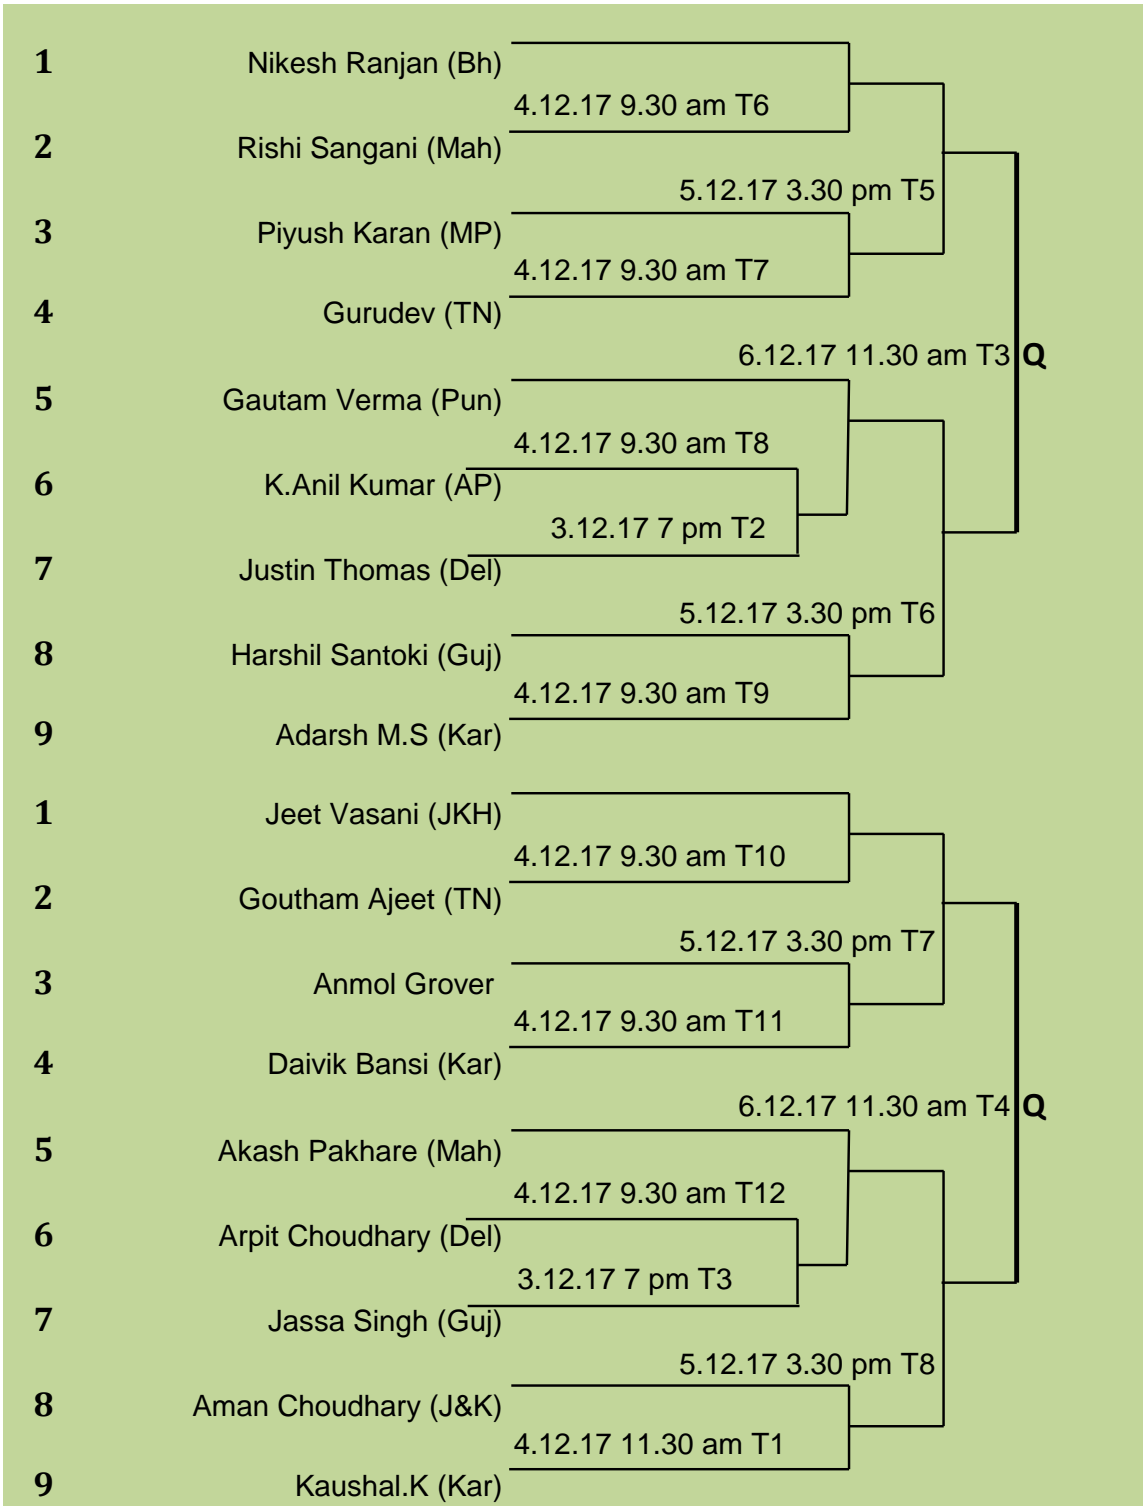 1 Nikesh Ranjan (Bh)
4.12.17 9.30 am T6
2 Rishi Sangani (Mah)
5.12.17 3.30 pm T5
3 Piyush Karan (MP)
4.12.17 9.30 am T7
4 Gurudev (TN)
6.12.17 11.30 am T3 Q
5 Gautam Verma (Pun)
4.12.17 9.30 am T8
6 K.Anil Kumar (AP)
3.12.17 7 pm T2
7 Justin Thomas (Del)
5.12.17 3.30 pm T6
8 Harshil Santoki (Guj)
4.12.17 9.30 am T9
9 Adarsh M.S (Kar)
1 Jeet Vasani (JKH)
4.12.17 9.30 am T10
2 Goutham Ajeet (TN)
5.12.17 3.30 pm T7
3 Anmol Grover
4.12.17 9.30 am T11
4 Daivik Bansi (Kar)
6.12.17 11.30 am T4 Q
5 Akash Pakhare (Mah)
4.12.17 9.30 am T12
6 Arpit Choudhary (Del)
3.12.17 7 pm T3
7 Jassa Singh (Guj)
5.12.17 3.30 pm T8
8 Aman Choudhary (J&K)
4.12.17 11.30 am T1
9 Kaushal.K (Kar)